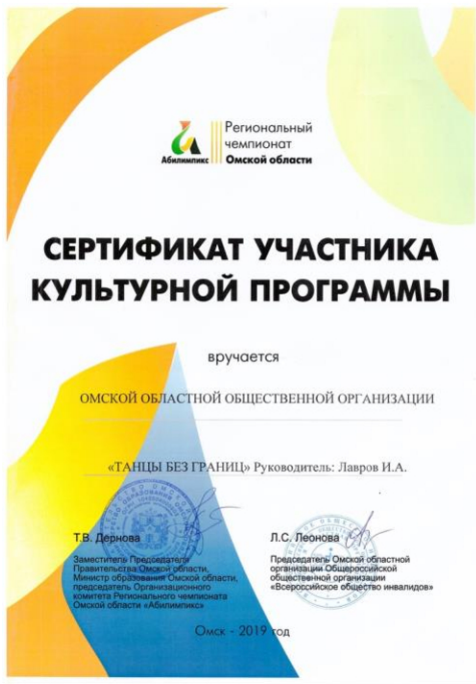 Абилимпикс
Региональный
чемпионат
Омской области
СЕРТИФИКАТ УЧАСТНИКА
КУЛЬТУРНОЙ ПРОГРАММЫ
вручается
ОМСКОЙ ОБЛАСТНОЙ ОБЩЕСТВЕННОЙ ОРГАНИЗАЦИИ
«ТАНЦЫ БЕЗ ГРАНИЦ» Руководитель: Лавров И.А.
Т.В. Дернова
Заместитель Председателя
Правительства Омской области,
Министр образования Омской области,
председатель Организационного
комитета Регионального чемпионата
Омской области «Абилимпикс»
Л.С. Леонова
Председатель Омской областной
организации Общероссийской
общественной организации
«Всероссийское общество инвалидов»
Омск - 2019 год